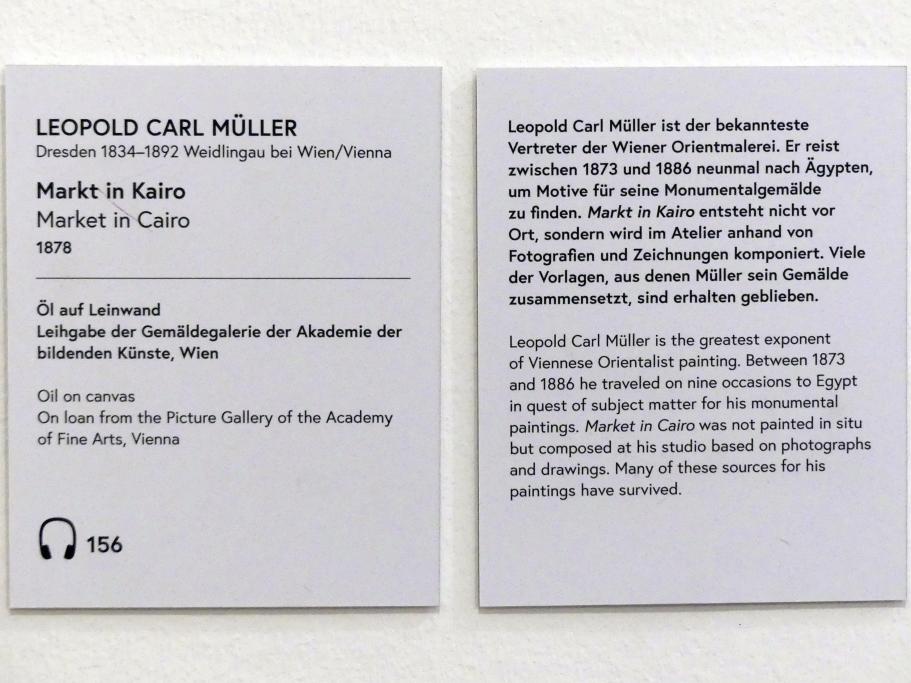 LEOPOLD CARL MÜLLER
Dresden 1834–1892 Weidlingau bei Wien/Vienna
Markt in Kairo
Market in Cairo
1878
Öl auf Leinwand
Leihgabe der Gemäldegalerie der Akademie der
bildenden Künste, Wien
Oil on canvas
On loan from the Picture Gallery of the Academy
of Fine Arts, Vienna
156
Leopold Carl Müller ist der bekannteste
Vertreter der Wiener Orientmalerei. Er reist
zwischen 1873 und 1886 neunmal nach Ägypten,
um Motive für seine Monumentalgemälde
zu finden. Markt in Kairo entsteht nicht vor
Ort, sondern wird im Atelier anhand von
Fotografien und Zeichnungen komponiert. Viele
der Vorlagen, aus denen Müller sein Gemälde
zusammensetzt, sind erhalten geblieben.
Leopold Carl Müller is the greatest exponent
of Viennese Orientalist painting. Between 1873
and 1886 he traveled on nine occasions to Egypt
in quest of subject matter for his monumental
paintings. Market in Cairo was not painted in situ
but composed at his studio based on photographs
and drawings. Many of these sources for his
paintings have survived.